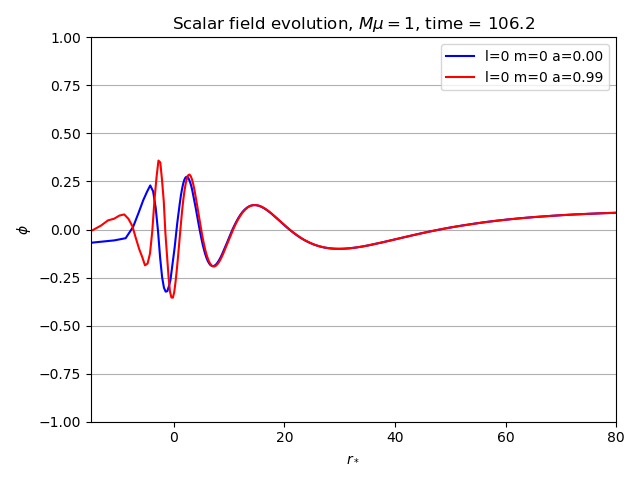 Scalar field evolution, Mμ = 1, time = 106.2
l=0 m=0 a=0.00
l=0 m=0 a=0.99
1.00
0.75
0.50
0.25
0.00
−0.25
−0.50
−0.75
−1.00
ϕ
0 20 40 60 80
r*